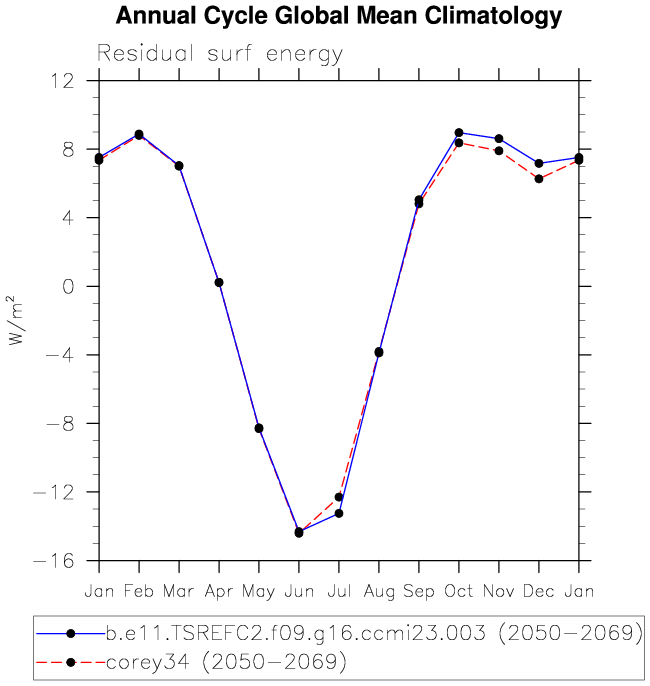 Annual Cycle Global Mean Climatology
Residual surf energy
12
8
4
0
−4
−8
−12
−16
W/m²
Jan Feb Mar Apr May Jun Jul Aug Sep Oct Nov Dec Jan
b.e11.TSREFC2.f09.g16.ccmi23.003 (2050−2069)
corey34 (2050−2069)